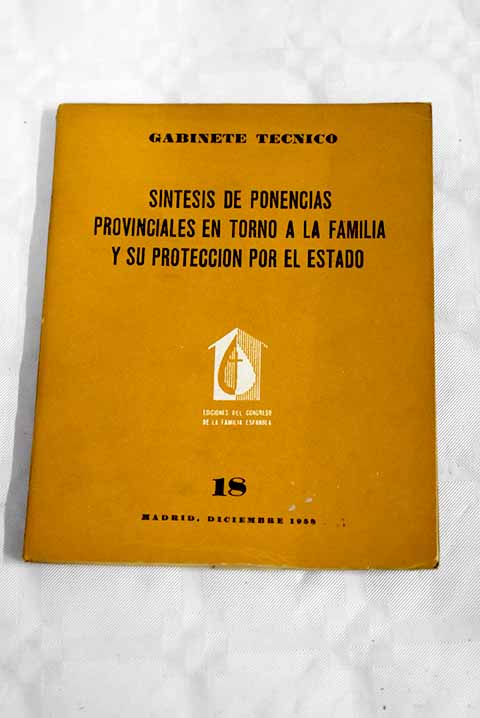 GABINETE TECNICO
SINTESIS DE PONENCIAS
PROVINCIALES EN TORNO A LA FAMILIA
Y SU PROTECCION POR EL ESTADO
EDICIONES DEL CONGRESO
DE LA FAMILIA ESPAÑOLA
18
MADRID, DICIEMBRE 1958